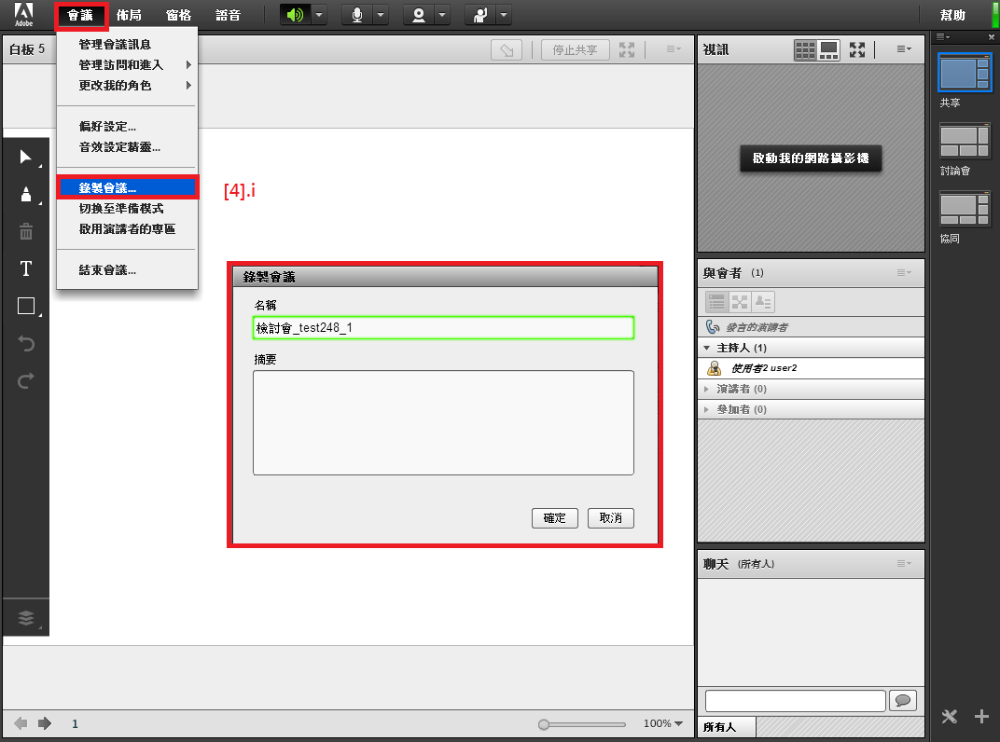 Adobe
會議
佈局
窗格
語音
幫助
管理會議訊息
管理訪問和進入
更改我的角色
偏好設定...
音效設定精靈...
錄製會議...
切換至準備模式
啟用演講者的專區
結束會議...
白板 5
停止共享
[4].i
錄製會議
名稱
檢討會_test248_1
摘要
確定
取消
1
100%
視訊
啟動我的網路攝影機
與會者 (1)
發言的演講者
主持人 (1)
使用者2 user2
演講者 (0)
參加者 (0)
聊天 (所有人)
所有人
共享
討論會
協同